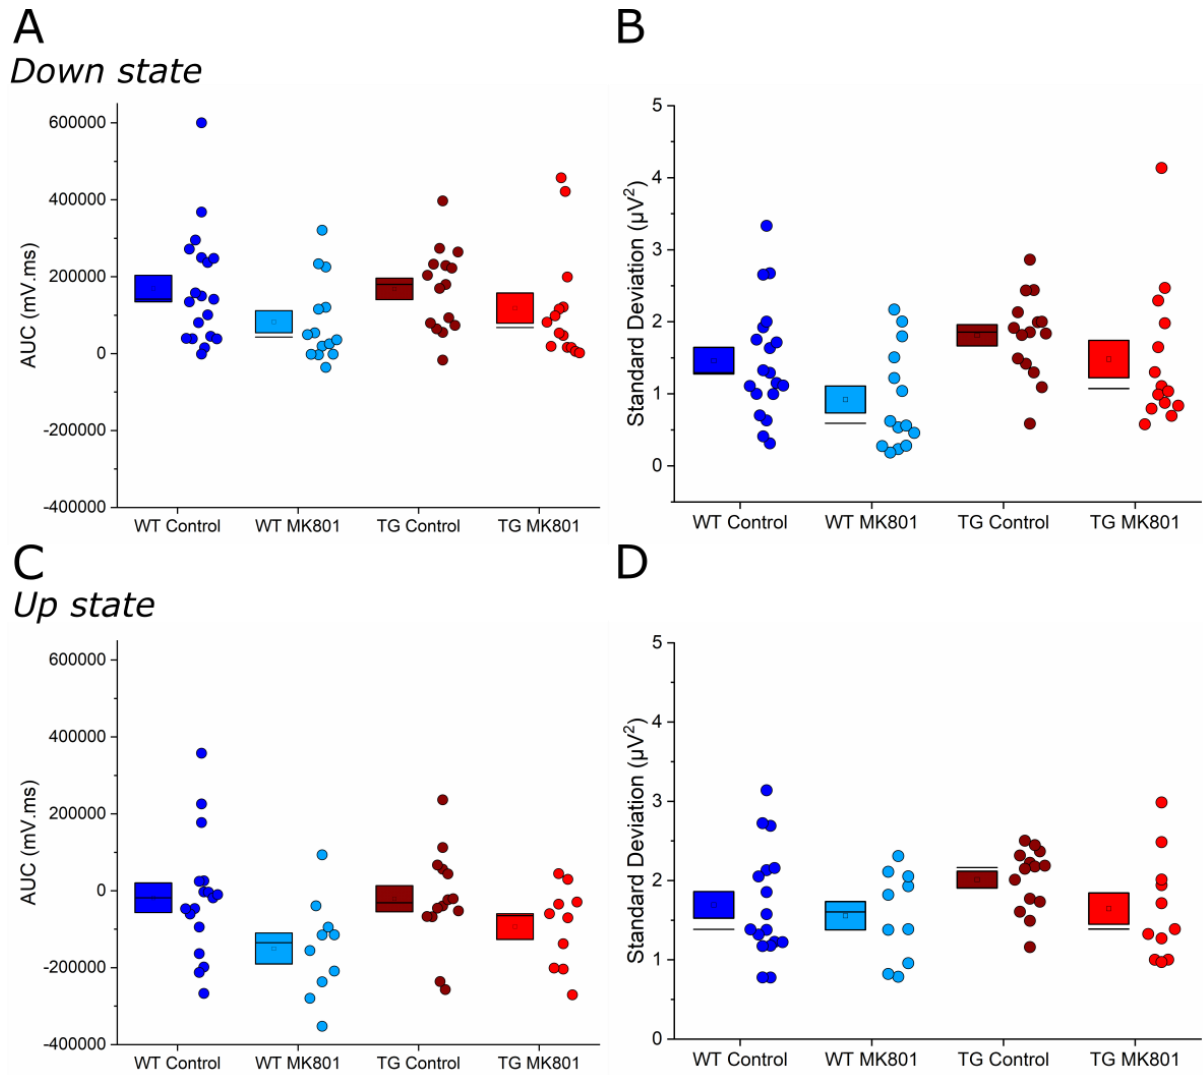 A
B
Down state
AUC (mV.ms)
600000
400000
200000
0
-200000
-400000
WT Control
WT MK801
TG Control
TG MK801
Standard Deviation (µV²)
5
4
3
2
1
0
WT Control
WT MK801
TG Control
TG MK801
C
D
Up state
AUC (mV.ms)
600000
400000
200000
0
-200000
-400000
WT Control
WT MK801
TG Control
TG MK801
Standard Deviation (µV²)
5
4
3
2
1
0
WT Control
WT MK801
TG Control
TG MK801